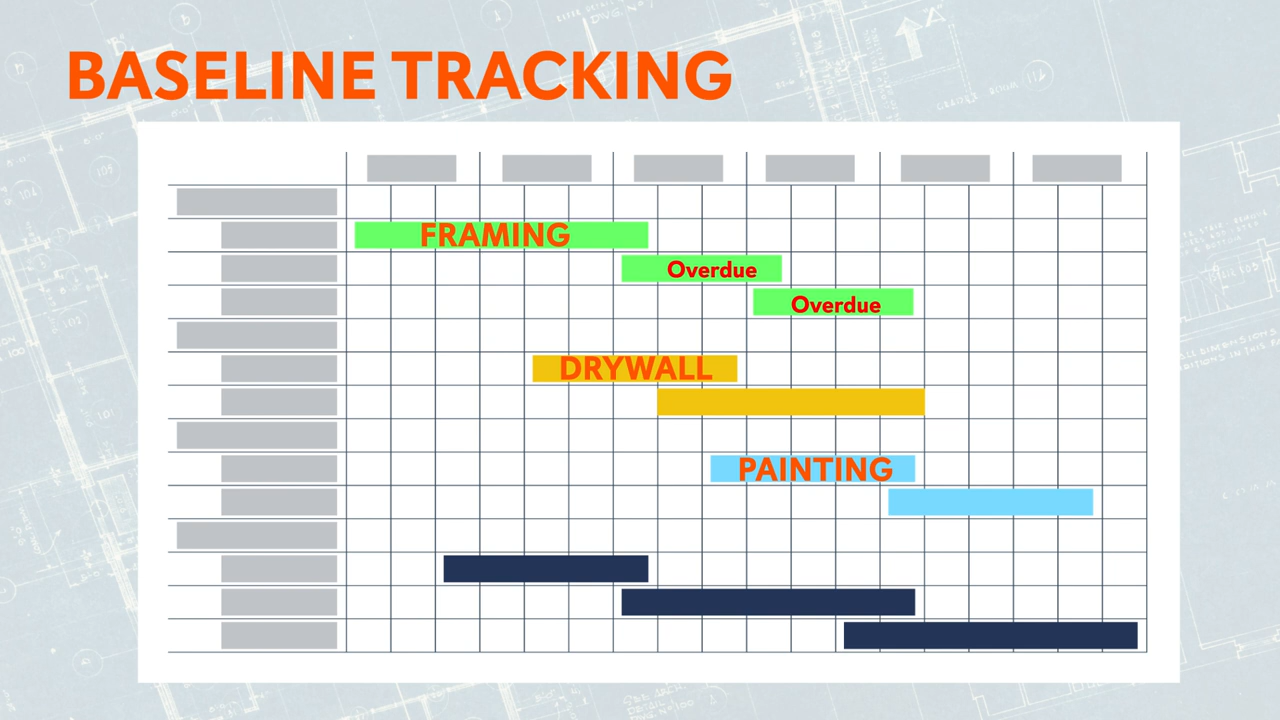 BASELINE TRACKING
FRAMING
Overdue
Overdue
DRYWALL
PAINTING